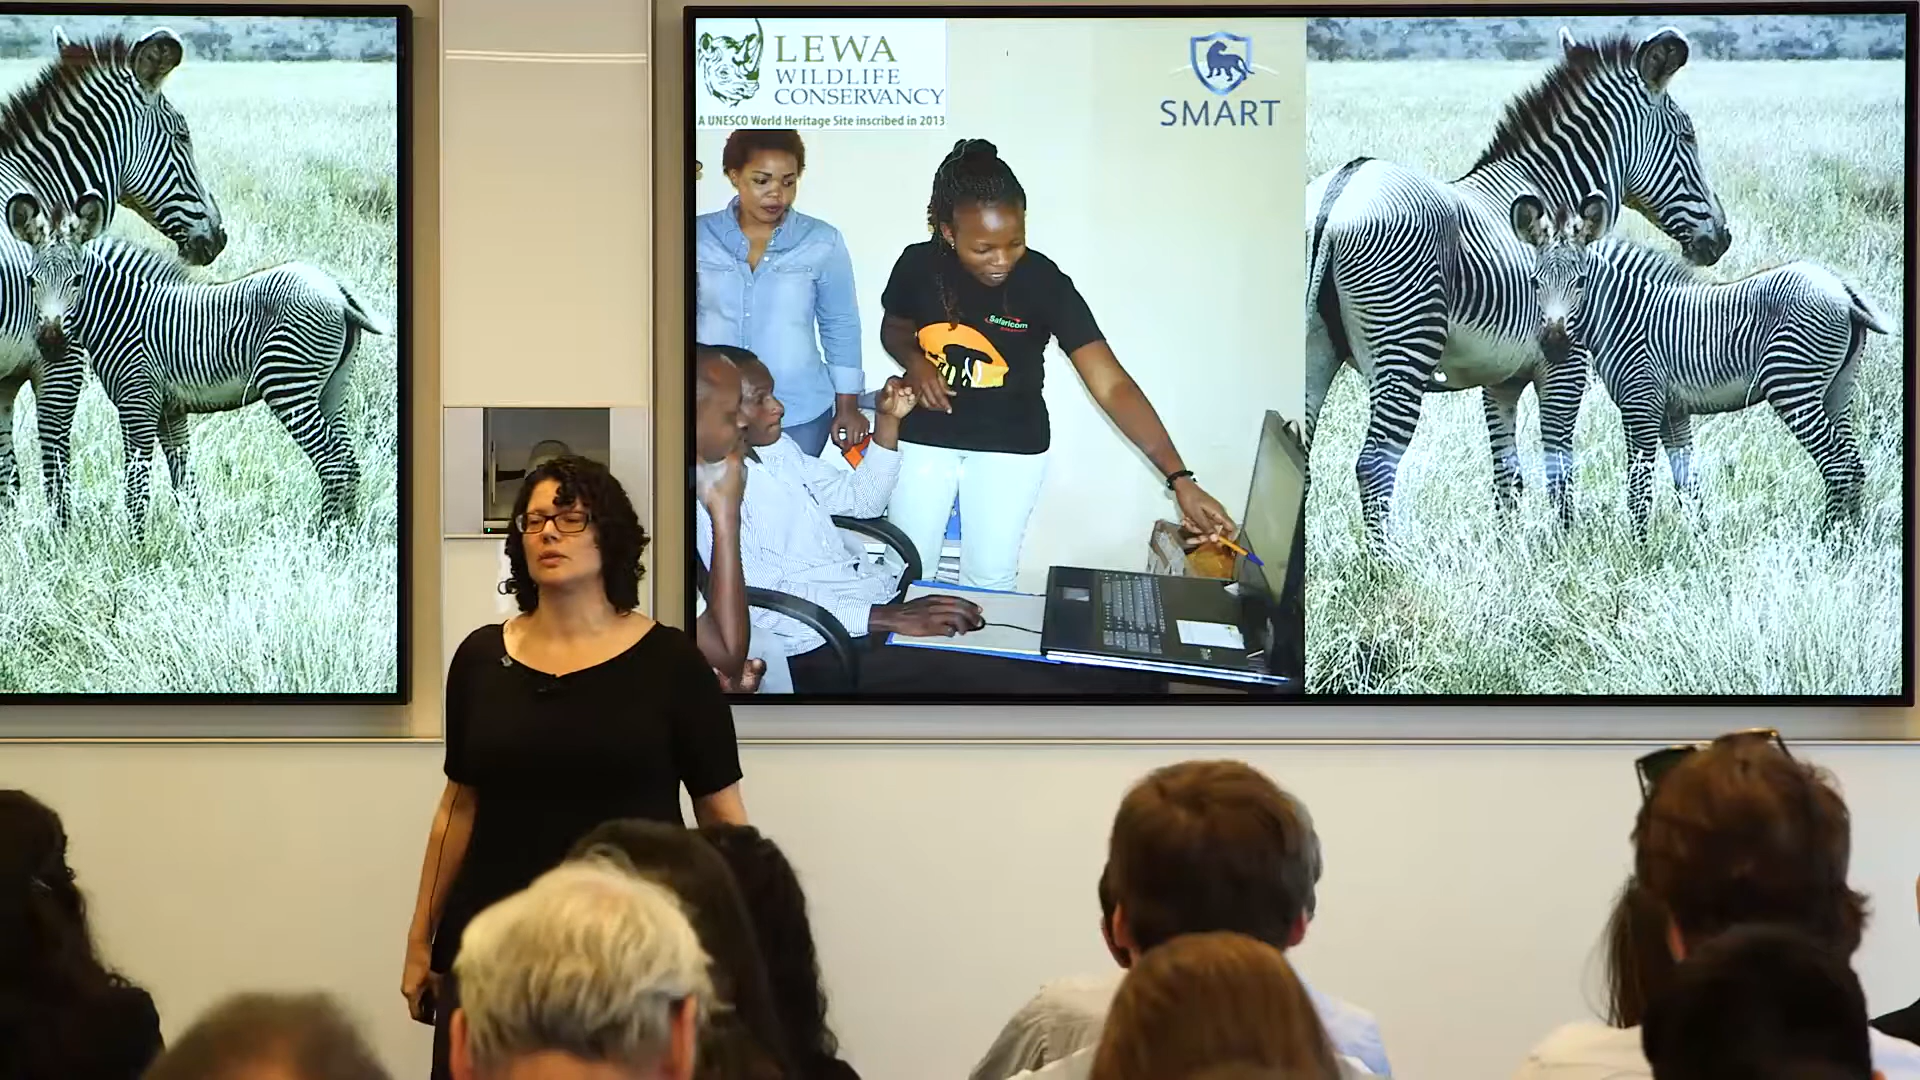 LEWA
WILDLIFE
CONSERVANCY
A UNESCO World Heritage Site inscribed in 2013
SMART
Safaricom